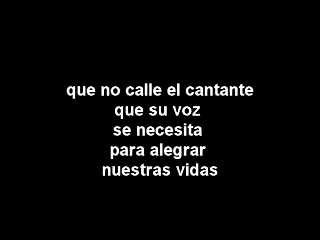 que no calle el cantante
que su voz
se necesita
para alegrar
nuestras vidas